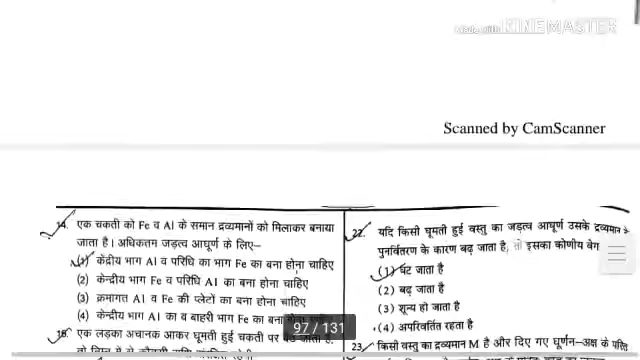 Made with KINEMASTER
Scanned by CamScanner
14. एक चकती को Fe व Al के समान द्रव्यमानों को मिलाकर बनाया
जाता है। अधिकतम जड़त्व आघूर्ण के लिए–
(1) केंद्रीय भाग Al व परिधि का भाग Fe का बना होना चाहिए
(2) केन्द्रीय भाग Fe व परिधि Al का बना होना चाहिए
(3) क्रमागत Al व Fe की प्लेटों का बना होना चाहिए
(4) केन्द्रीय भाग Al का व बाहरी भाग Fe का बना
एक लड़का अचानक आकर घूमती हुई चकती पर बैठ जाता है,
22. यदि किसी घूमती हुई वस्तु का जड़त्व आघूर्ण उसके द्रव्यमान के
पुनर्वितरण के कारण बढ़ जाता है, तो इसका कोणीय वेग
(1) घट जाता है
(2) बढ़ जाता है
(3) शून्य हो जाता है
(4) अपरिवर्तित रहता है
23. किसी वस्तु का द्रव्यमान M है और दिए गए घूर्णन–अक्ष के परितः
97 / 131